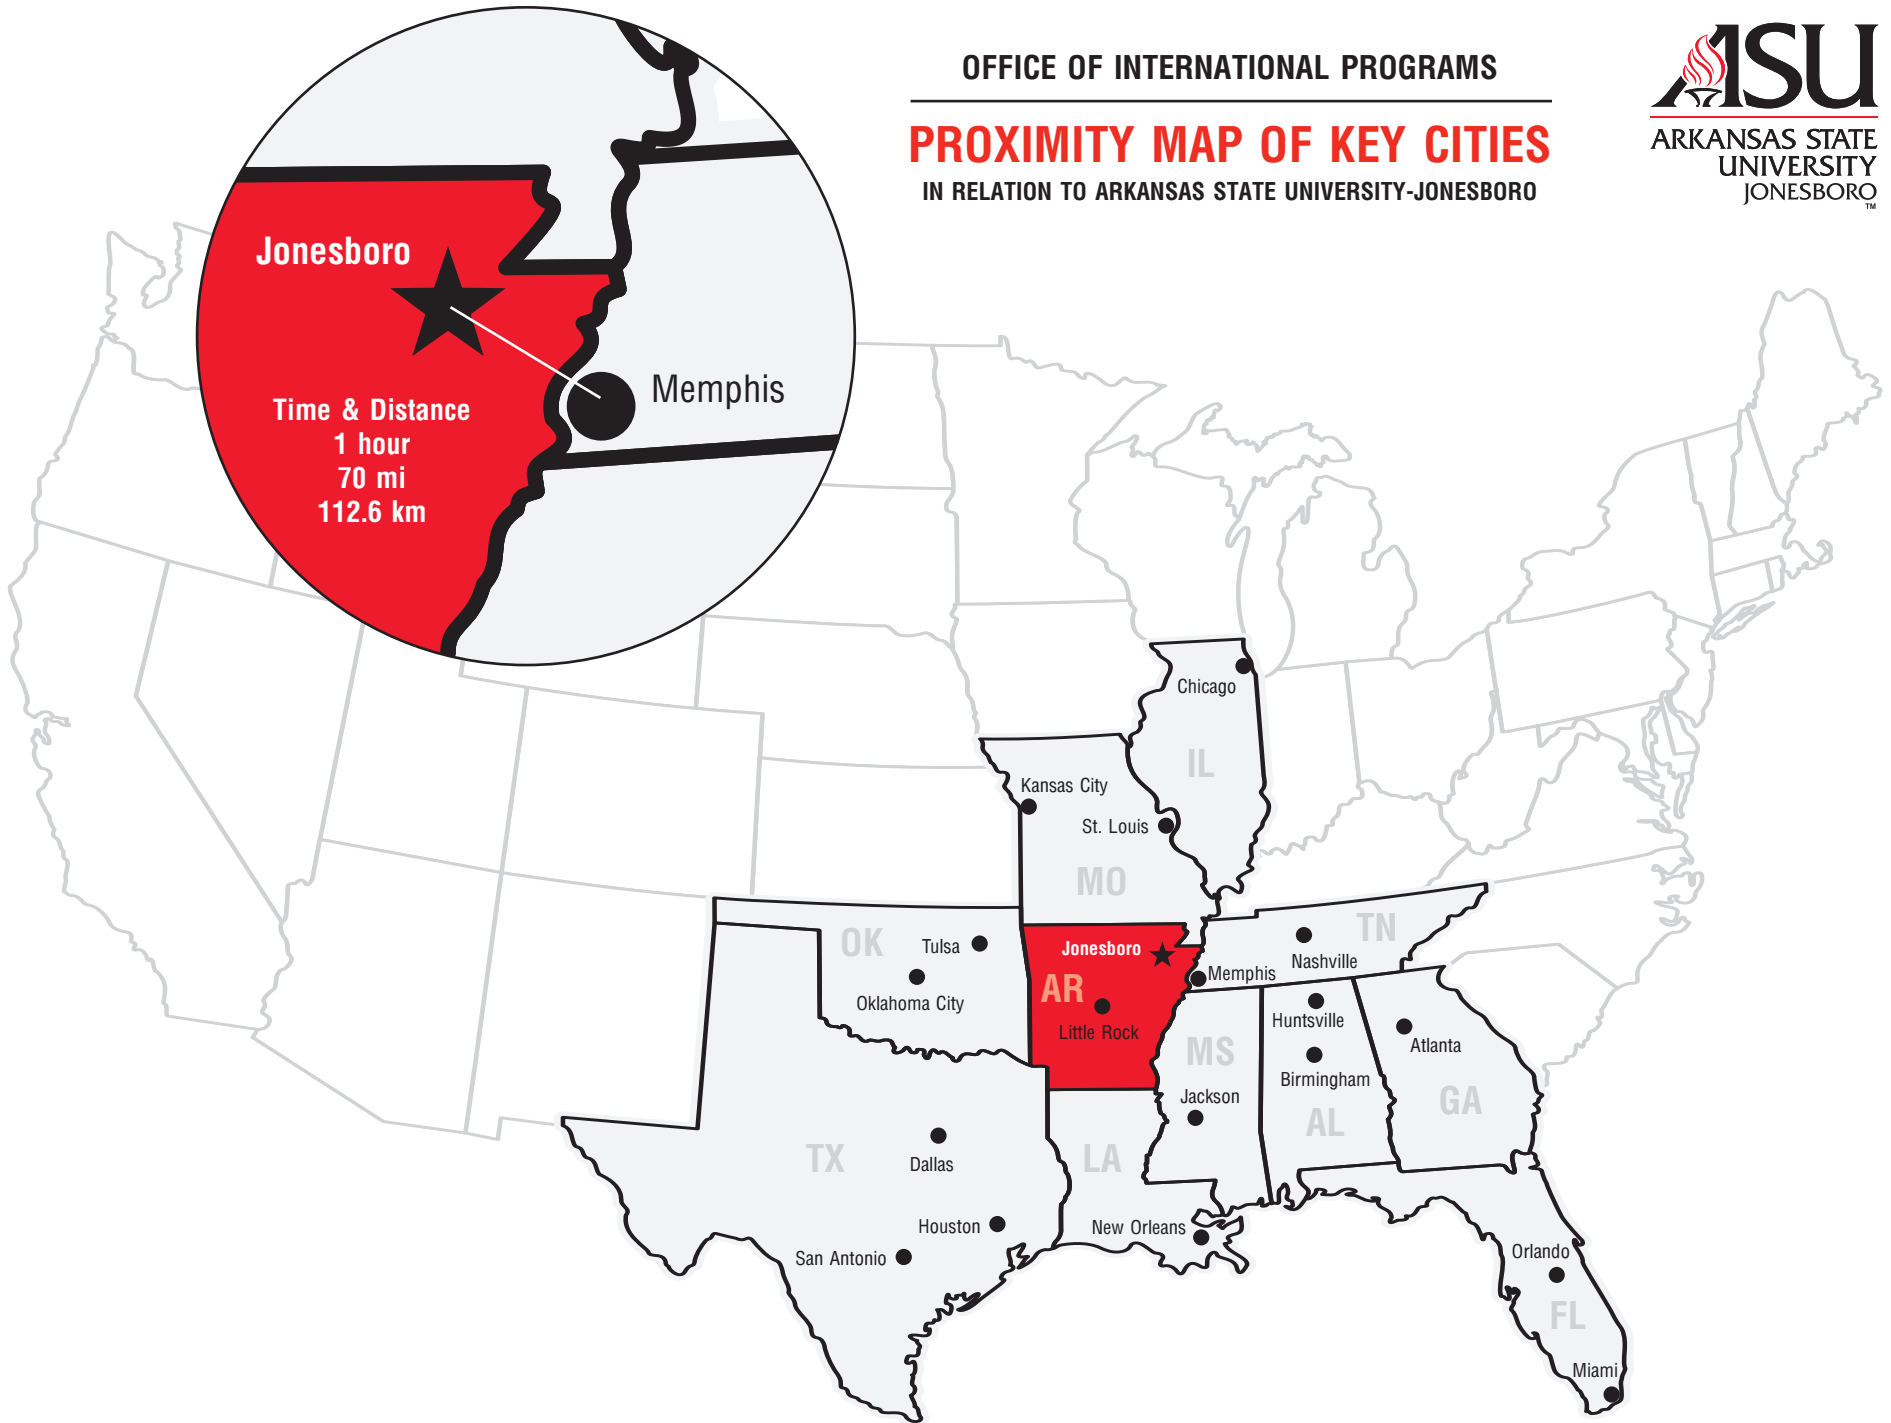 OFFICE OF INTERNATIONAL PROGRAMS
PROXIMITY MAP OF KEY CITIES
IN RELATION TO ARKANSAS STATE UNIVERSITY-JONESBORO
ASU
ARKANSAS STATE
UNIVERSITY
JONESBORO
TM
Jonesboro
Memphis
Time & Distance
1 hour
70 mi
112.6 km
Chicago
IL
Kansas City
St. Louis
MO
OK
Tulsa
Oklahoma City
Jonesboro
AR
Little Rock
TN
Nashville
Memphis
Huntsville
Birmingham
AL
Atlanta
GA
MS
Jackson
TX
Dallas
Houston
San Antonio
LA
New Orleans
Orlando
FL
Miami